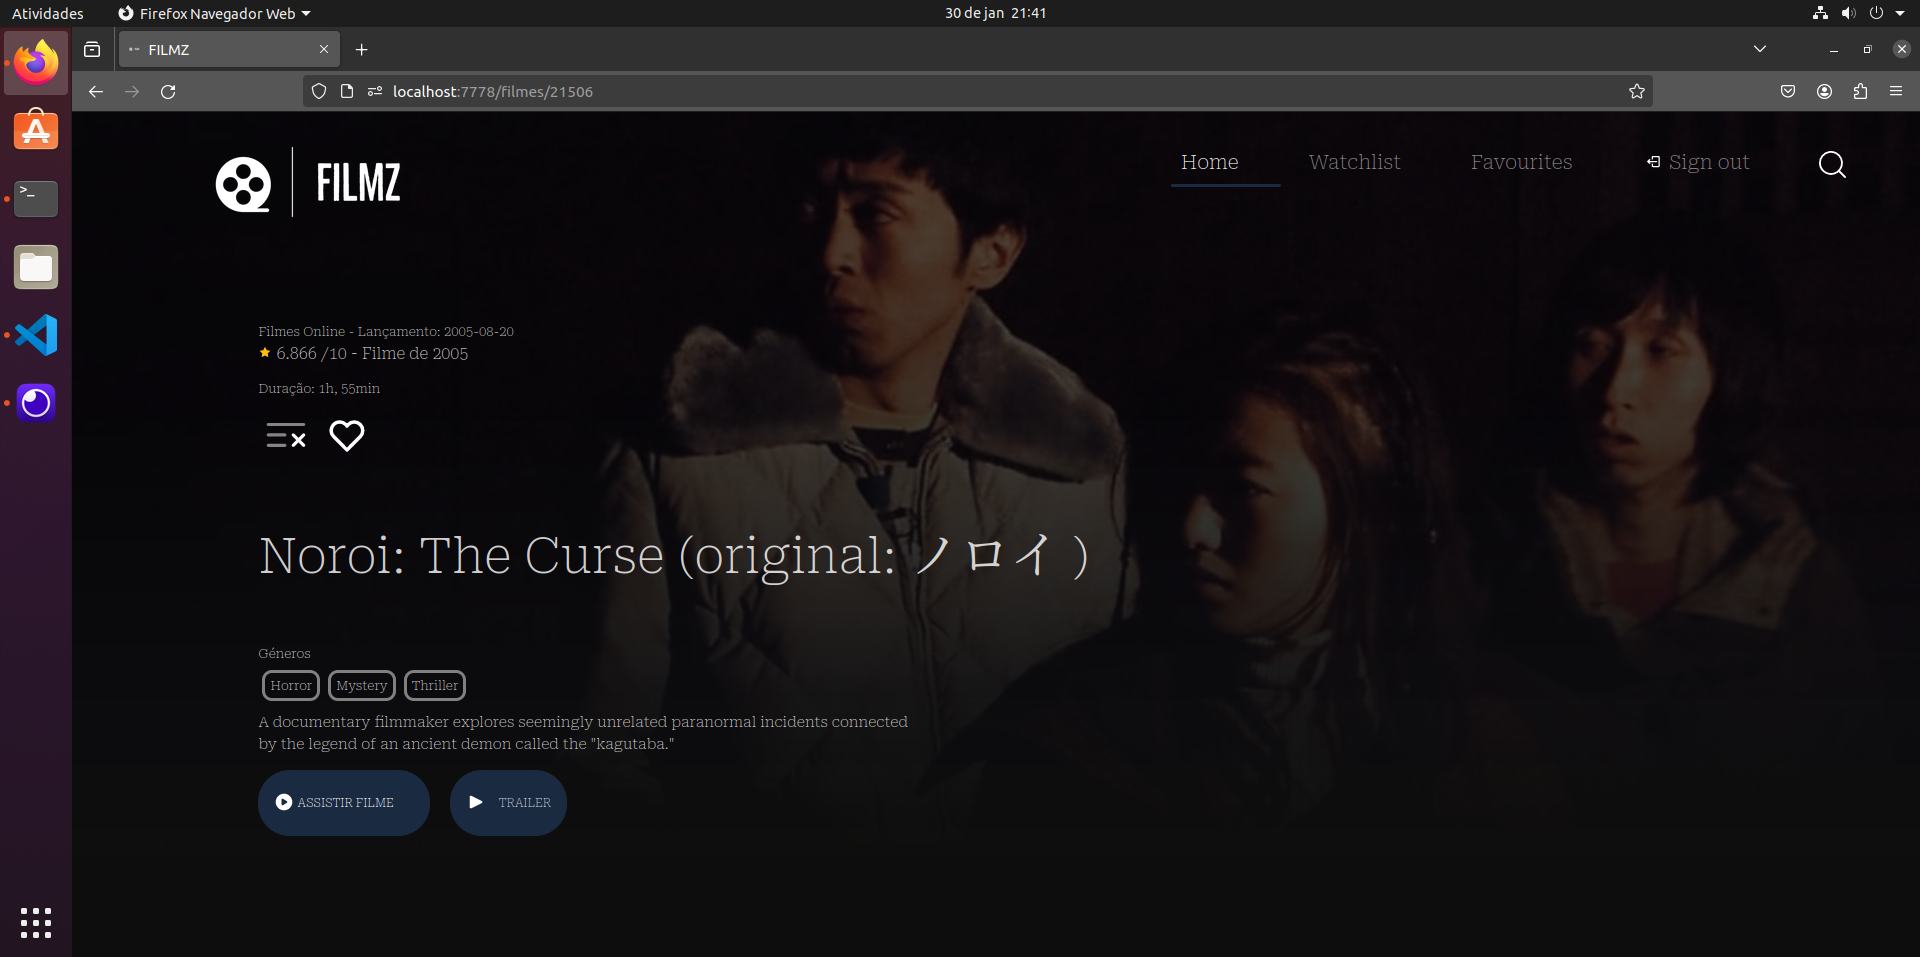 Atividades
Firefox Navegador Web
30 de jan 21:41
FILMZ
localhost:7778/filmes/21506
FILMZ
Home
Watchlist
Favourites
Sign out
Filmes Online - Lançamento: 2005-08-20
6.866 /10 - Filme de 2005
Duração: 1h, 55min
Noroi: The Curse (original: ノロイ )
Géneros
Horror
Mystery
Thriller
A documentary filmmaker explores seemingly unrelated paranormal incidents connected
by the legend of an ancient demon called the "kagutaba."
ASSISTIR FILME
TRAILER